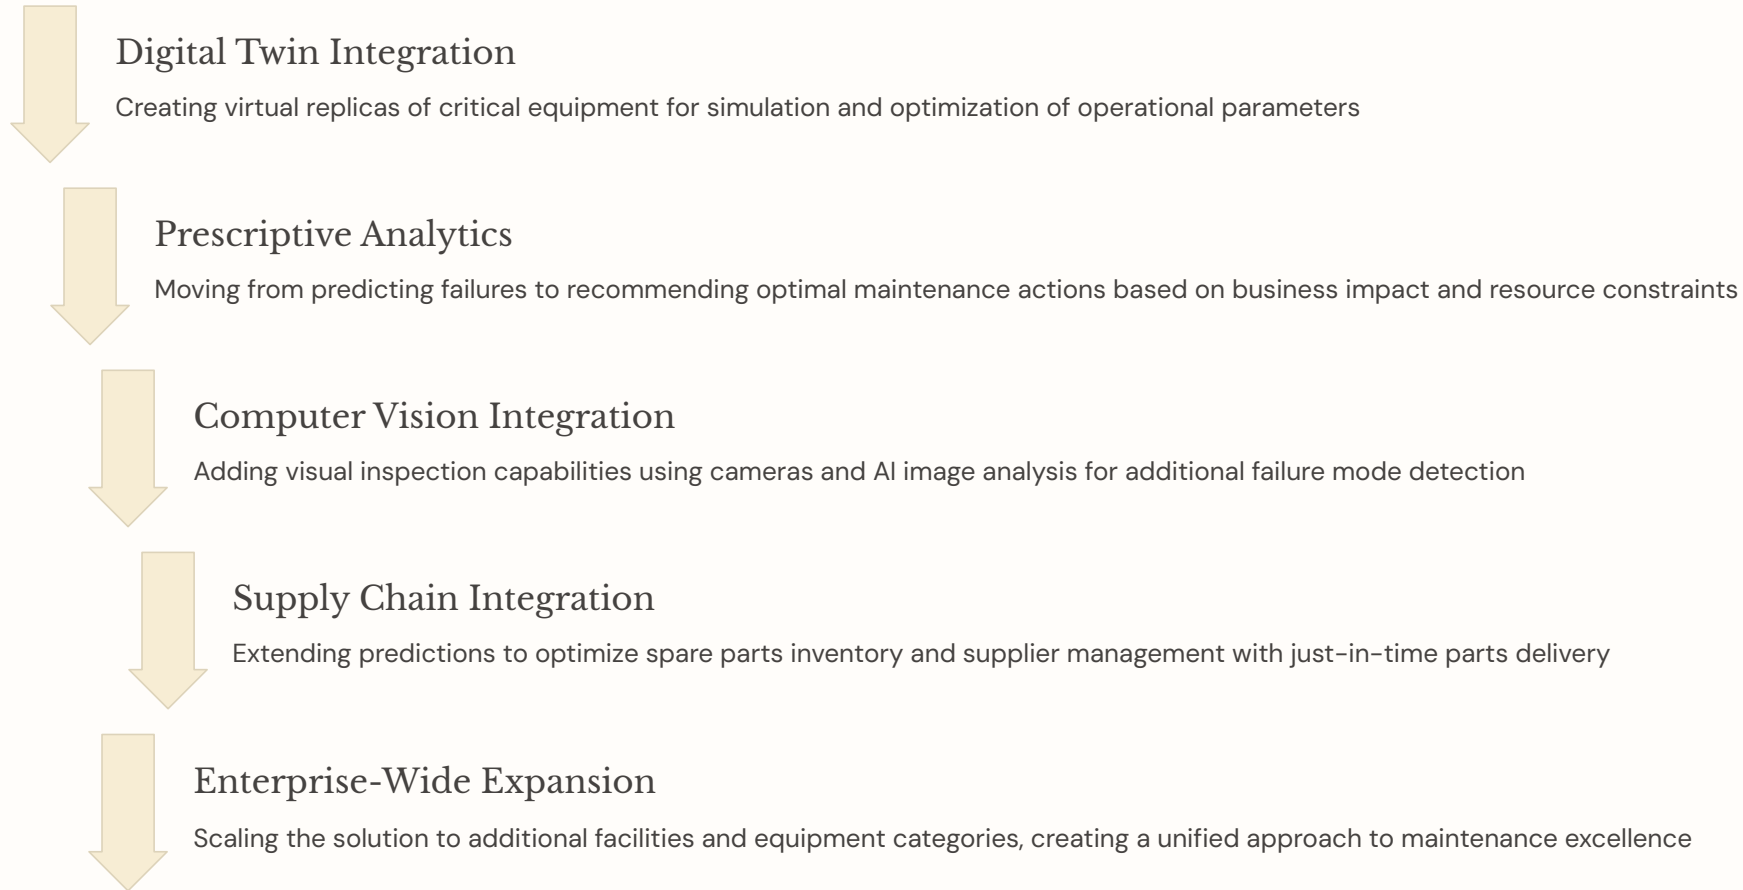 Digital Twin Integration
Creating virtual replicas of critical equipment for simulation and optimization of operational parameters
Prescriptive Analytics
Moving from predicting failures to recommending optimal maintenance actions based on business impact and resource constraints
Computer Vision Integration
Adding visual inspection capabilities using cameras and AI image analysis for additional failure mode detection
Supply Chain Integration
Extending predictions to optimize spare parts inventory and supplier management with just-in-time parts delivery
Enterprise-Wide Expansion
Scaling the solution to additional facilities and equipment categories, creating a unified approach to maintenance excellence